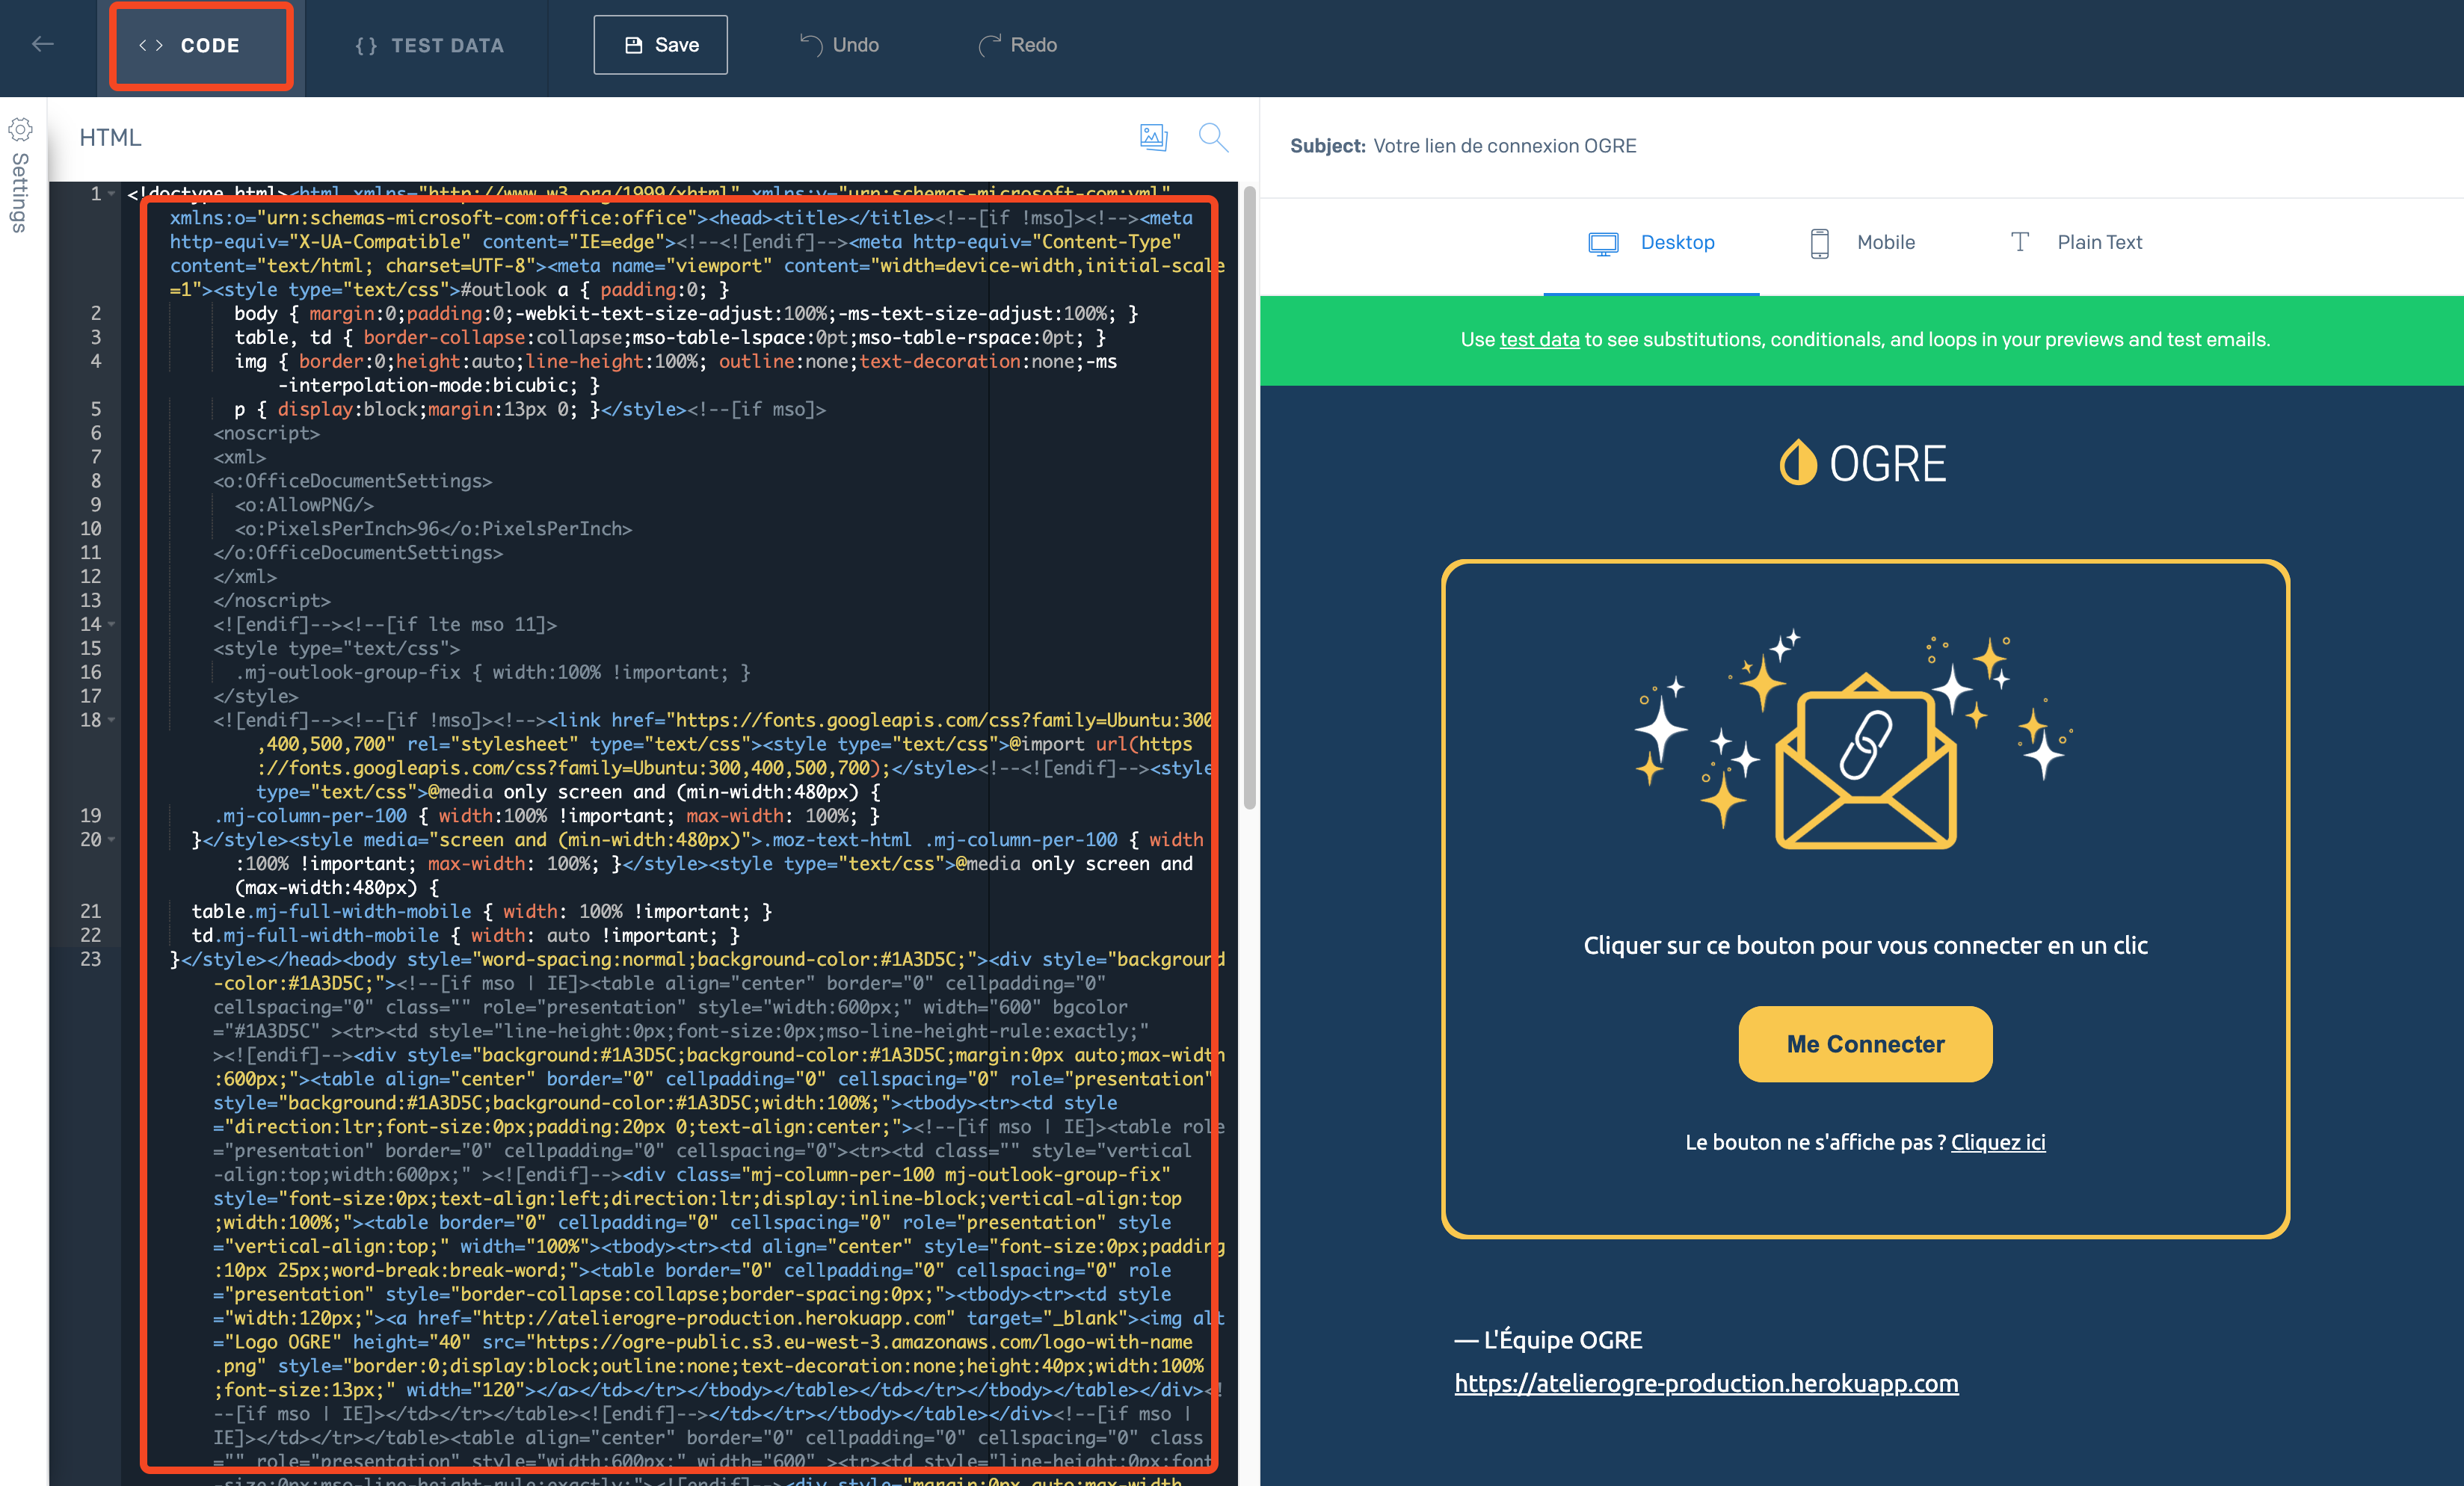 < > CODE
{ } TEST DATA
Save
Undo
Redo
Settings
HTML
1 <!doctype html><html xmlns="http://www.w3.org/1999/xhtml" xmlns:v="urn:schemas-microsoft-com:vml"
xmlns:o="urn:schemas-microsoft-com:office:office"><head><title></title><!--[if !mso]><!--><meta
http-equiv="X-UA-Compatible" content="IE=edge"><!--<![endif]--><meta http-equiv="Content-Type"
content="text/html; charset=UTF-8"><meta name="viewport" content="width=device-width,initial-scale
=1"><style type="text/css">#outlook a { padding:0; }
2 body { margin:0;padding:0;-webkit-text-size-adjust:100%;-ms-text-size-adjust:100%; }
3 table, td { border-collapse:collapse;mso-table-lspace:0pt;mso-table-rspace:0pt; }
4 img { border:0;height:auto;line-height:100%; outline:none;text-decoration:none;-ms
-interpolation-mode:bicubic; }
5 p { display:block;margin:13px 0; }</style><!--[if mso]>
6 <noscript>
7 <xml>
8 <o:OfficeDocumentSettings>
9 <o:AllowPNG/>
10 <o:PixelsPerInch>96</o:PixelsPerInch>
11 </o:OfficeDocumentSettings>
12 </xml>
13 </noscript>
14 <![endif]--><!--[if lte mso 11]>
15 <style type="text/css">
16 .mj-outlook-group-fix { width:100% !important; }
17 </style>
18 <![endif]--><!--[if !mso]><!--><link href="https://fonts.googleapis.com/css?family=Ubuntu:300
,400,500,700" rel="stylesheet" type="text/css"><style type="text/css">@import url(https
://fonts.googleapis.com/css?family=Ubuntu:300,400,500,700);</style><!--<![endif]--><style
type="text/css">@media only screen and (min-width:480px) {
19 .mj-column-per-100 { width:100% !important; max-width: 100%; }
20 }</style><style media="screen and (min-width:480px)">.moz-text-html .mj-column-per-100 { width
:100% !important; max-width: 100%; }</style><style type="text/css">@media only screen and
(max-width:480px) {
21 table.mj-full-width-mobile { width: 100% !important; }
22 td.mj-full-width-mobile { width: auto !important; }
23 }</style></head><body style="word-spacing:normal;background-color:#1A3D5C;"><div style="background
-color:#1A3D5C;"><!--[if mso | IE]><table align="center" border="0" cellpadding="0"
cellspacing="0" class="" role="presentation" style="width:600px;" width="600" bgcolor
="#1A3D5C" ><tr><td style="line-height:0px;font-size:0px;mso-line-height-rule:exactly;"
><![endif]--><div style="background:#1A3D5C;background-color:#1A3D5C;margin:0px auto;max-width
:600px;"><table align="center" border="0" cellpadding="0" cellspacing="0" role="presentation"
style="background:#1A3D5C;background-color:#1A3D5C;width:100%;"><tbody><tr><td style
="direction:ltr;font-size:0px;padding:20px 0;text-align:center;"><!--[if mso | IE]><table role
="presentation" border="0" cellpadding="0" cellspacing="0"><tr><td class="" style="vertical
-align:top;width:600px;" ><![endif]--><div class="mj-column-per-100 mj-outlook-group-fix"
style="font-size:0px;text-align:left;direction:ltr;display:inline-block;vertical-align:top
;width:100%;"><table border="0" cellpadding="0" cellspacing="0" role="presentation" style
="vertical-align:top;" width="100%"><tbody><tr><td align="center" style="font-size:0px;padding
:10px 25px;word-break:break-word;"><table border="0" cellpadding="0" cellspacing="0" role
="presentation" style="border-collapse:collapse;border-spacing:0px;"><tbody><tr><td style
="width:120px;"><a href="http://atelierogre-production.herokuapp.com" target="_blank"><img alt
="Logo OGRE" height="40" src="https://ogre-public.s3.eu-west-3.amazonaws.com/logo-with-name
.png" style="border:0;display:block;outline:none;text-decoration:none;height:40px;width:100%
;font-size:13px;" width="120"></a></td></tr></tbody></table></td></tr></tbody></table></div><!
--[if mso | IE]></td></tr></table><![endif]--></td></tr></tbody></table></div><!--[if mso |
IE]></td></tr></table><table align="center" border="0" cellpadding="0" cellspacing="0" class
="" role="presentation" style="width:600px;" width="600" ><tr><td style="line-height:0px;font
-size:0px;mso-line-height-rule:exactly;"><![endif]--><div style="margin:0px auto;max-width
Subject: Votre lien de connexion OGRE
Desktop
Mobile
Plain Text
Use test data to see substitutions, conditionals, and loops in your previews and test emails.
OGRE
Cliquer sur ce bouton pour vous connecter en un clic
Me Connecter
Le bouton ne s'affiche pas ? Cliquez ici
— L'Équipe OGRE
https://atelierogre-production.herokuapp.com